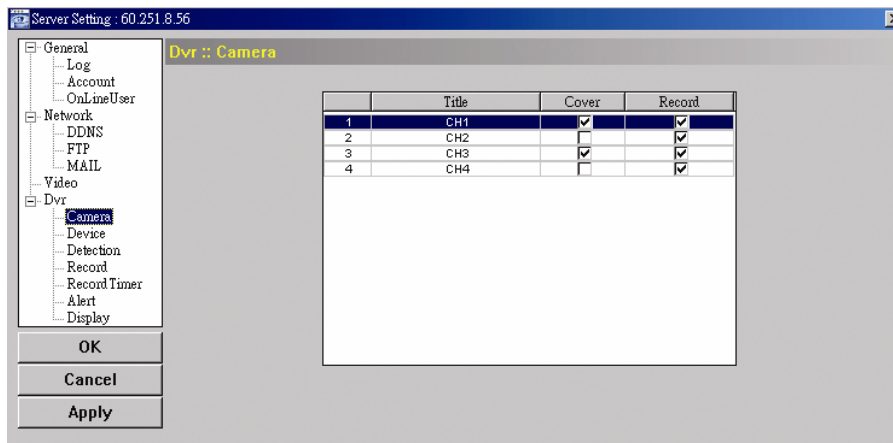 Server Setting : 60.251.8.56
General
Log
Account
OnLineUser
Network
DDNS
FTP
MAIL
Video
Dvr
Camera
Device
Detection
Record
Record Timer
Alert
Display
OK
Cancel
Apply
Dvr :: Camera
Title Cover Record
1 CH1
2 CH2
3 CH3
4 CH4